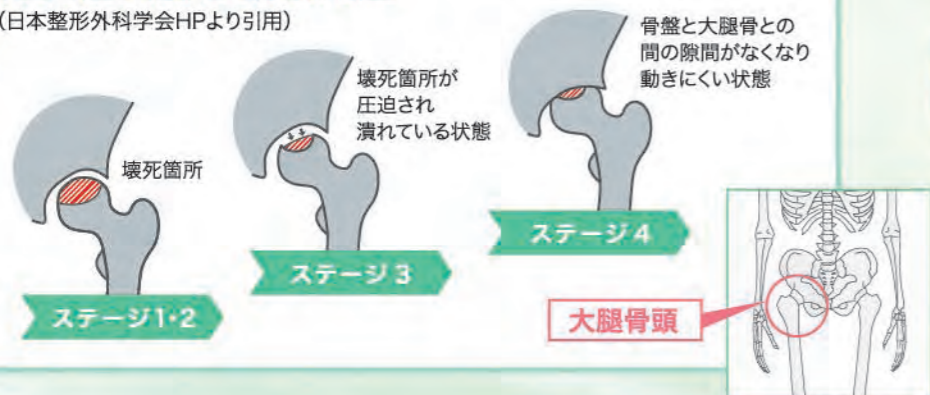 （日本整形外科学会HPより引用）
壊死箇所
ステージ1・2
壊死箇所が
圧迫され
潰れている状態
ステージ3
骨盤と大腿骨との
間の隙間がなくなり
動きにくい状態
ステージ4
大腿骨頭